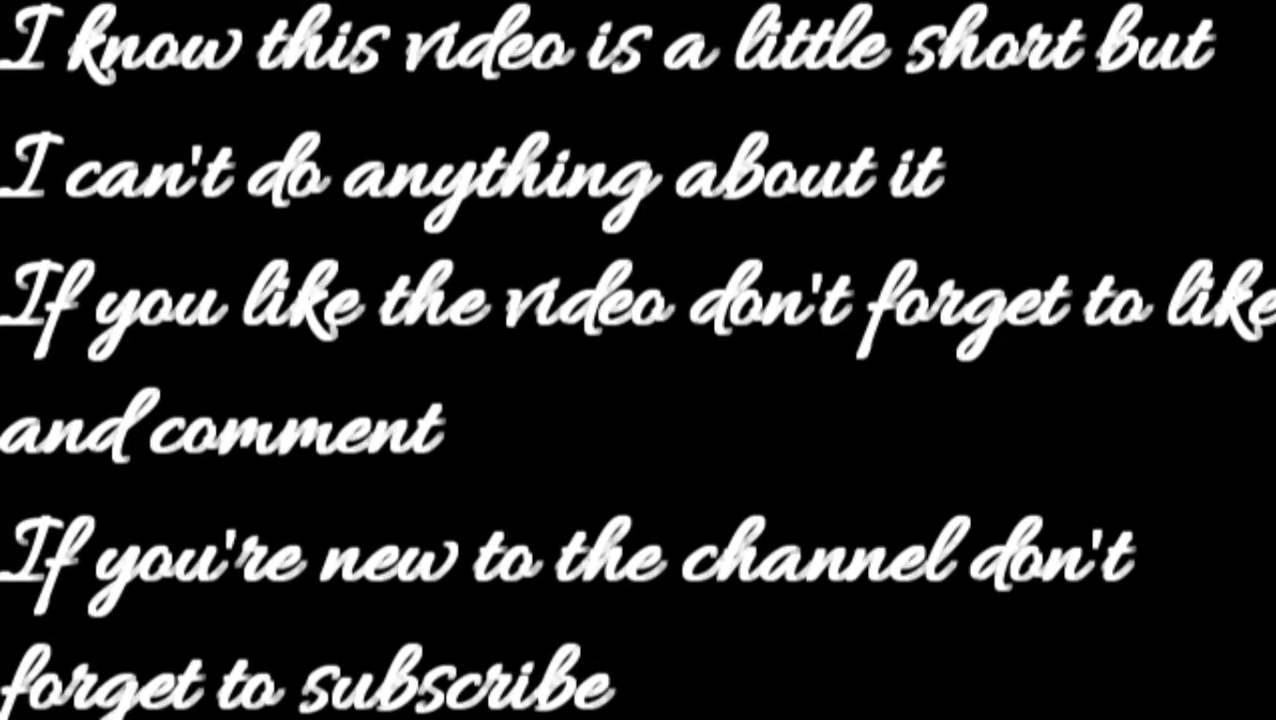 I know this video is a little short but
I can't do anything about it
If you like the video don't forget to like
and comment
If you're new to the channel don't
forget to subscribe